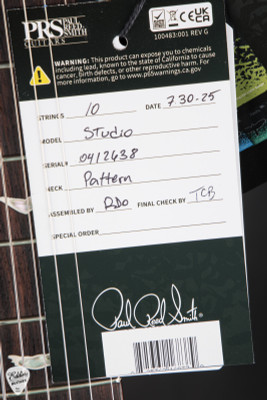 PRS PAUL REED SMITH
GUITARS
CE UK CA
100483:001 REV G
WARNING: This product can expose you to chemicals
including lead, known to the state of California to cause
cancer, birth defects, or other reproductive harm. For
more information, go to www.p65warnings.ca.gov
STRINGS 10 DATE 7.30.25
MODEL Studio
SERIAL# 0412638
NECK Pattern
ASSEMBLED BY RDO FINAL CHECK BY TCB
SPECIAL ORDER
Paul Reed Smith